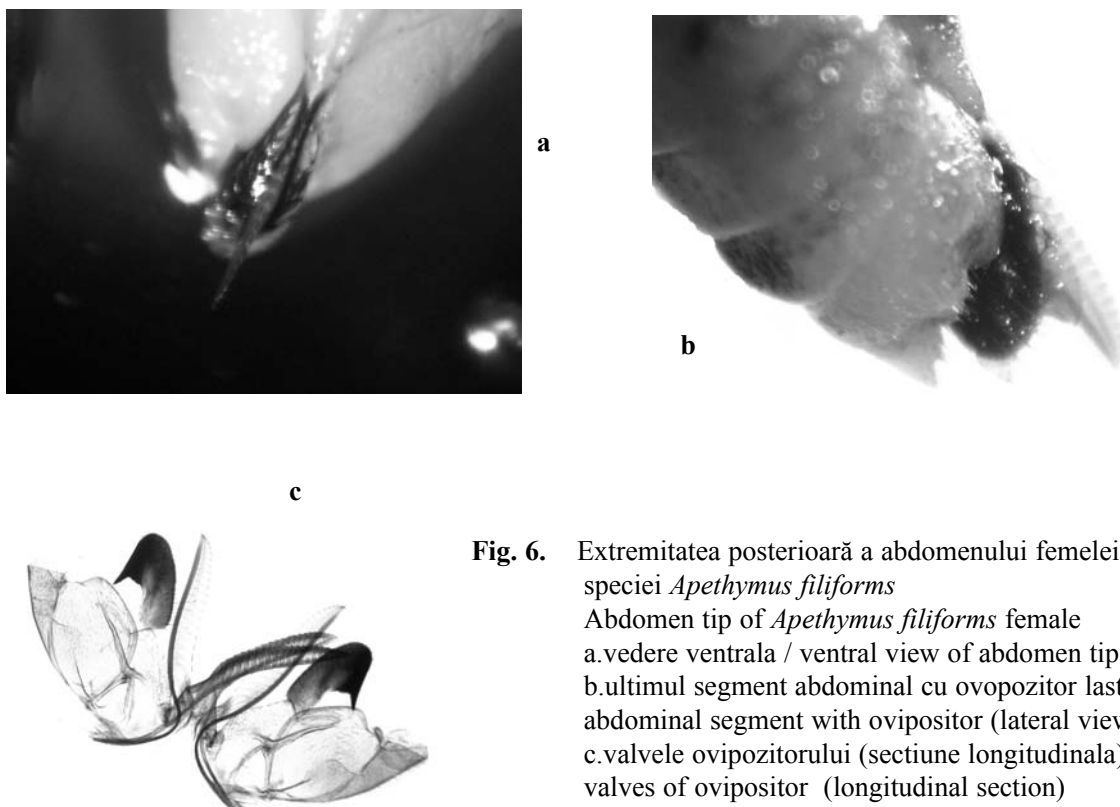 a
b
c
Fig. 6. Extremitatea posterioară a abdomenului femelei
speciei Apethymus filiforms
Abdomen tip of Apethymus filiforms female
a.vedere ventrala / ventral view of abdomen tip
b.ultimul segment abdominal cu ovopozitor last
abdominal segment with ovipositor (lateral view
c.valvele ovipozitorului (sectiune longitudinala)
valves of ovipositor (longitudinal section)